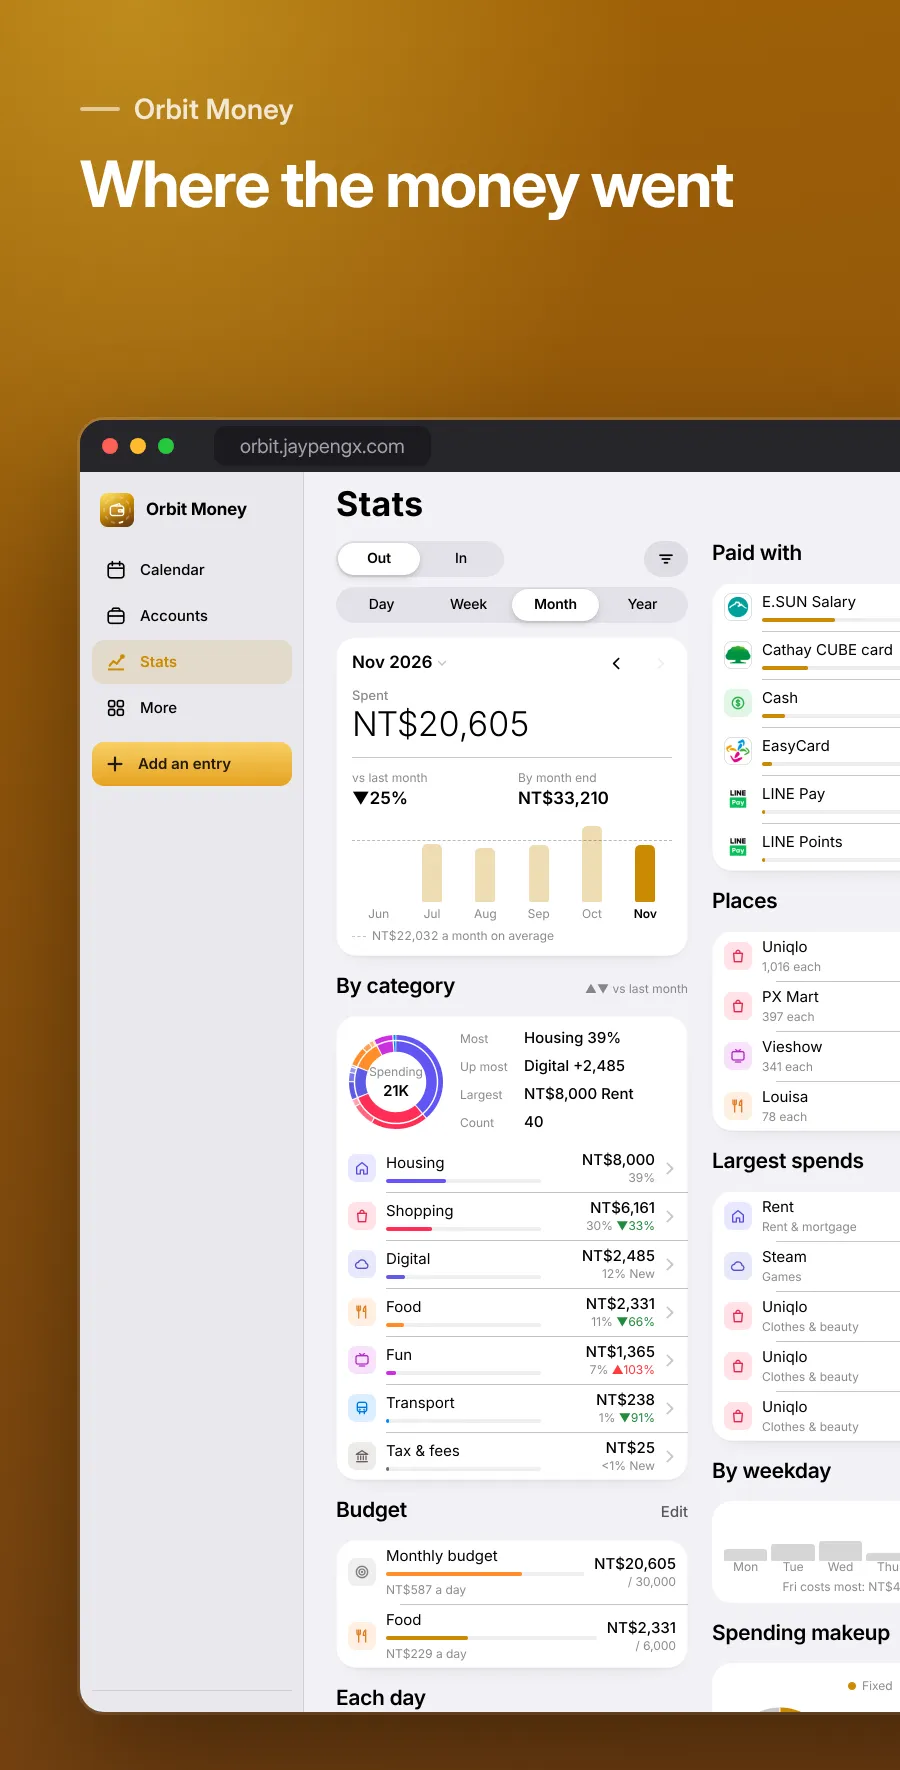 Orbit Money
Where the money went
orbit.jaypengx.com
Orbit Money
Calendar
Accounts
Stats
More
Add an entry
Stats
Out In
Day Week Month Year
Nov 2026
Spent
NT$20,605
vs last month By month end
▼25% NT$33,210
Jun Jul Aug Sep Oct Nov
NT$22,032 a month on average
By category ▲▼ vs last month
Spending
21K
Most Housing 39%
Up most Digital +2,485
Largest NT$8,000 Rent
Count 40
Housing NT$8,000
39%
Shopping NT$6,161
30% ▼33%
Digital NT$2,485
12% New
Food NT$2,331
11% ▼66%
Fun NT$1,365
7% ▲103%
Transport NT$238
1% ▼91%
Tax & fees NT$25
<1% New
Budget Edit
Monthly budget NT$20,605
NT$587 a day / 30,000
Food NT$2,331
NT$229 a day / 6,000
Each day
Paid with
E.SUN Salary
Cathay CUBE card
Cash
EasyCard
LINE Pay
LINE Pay
LINE Pay
LINE Points
Places
Uniqlo
1,016 each
PX Mart
397 each
Vieshow
341 each
Louisa
78 each
Largest spends
Rent
Rent & mortgage
Steam
Games
Uniqlo
Clothes & beauty
Uniqlo
Clothes & beauty
Uniqlo
Clothes & beauty
By weekday
Mon Tue Wed Thu
Fri costs most: NT$4
Spending makeup
Fixed